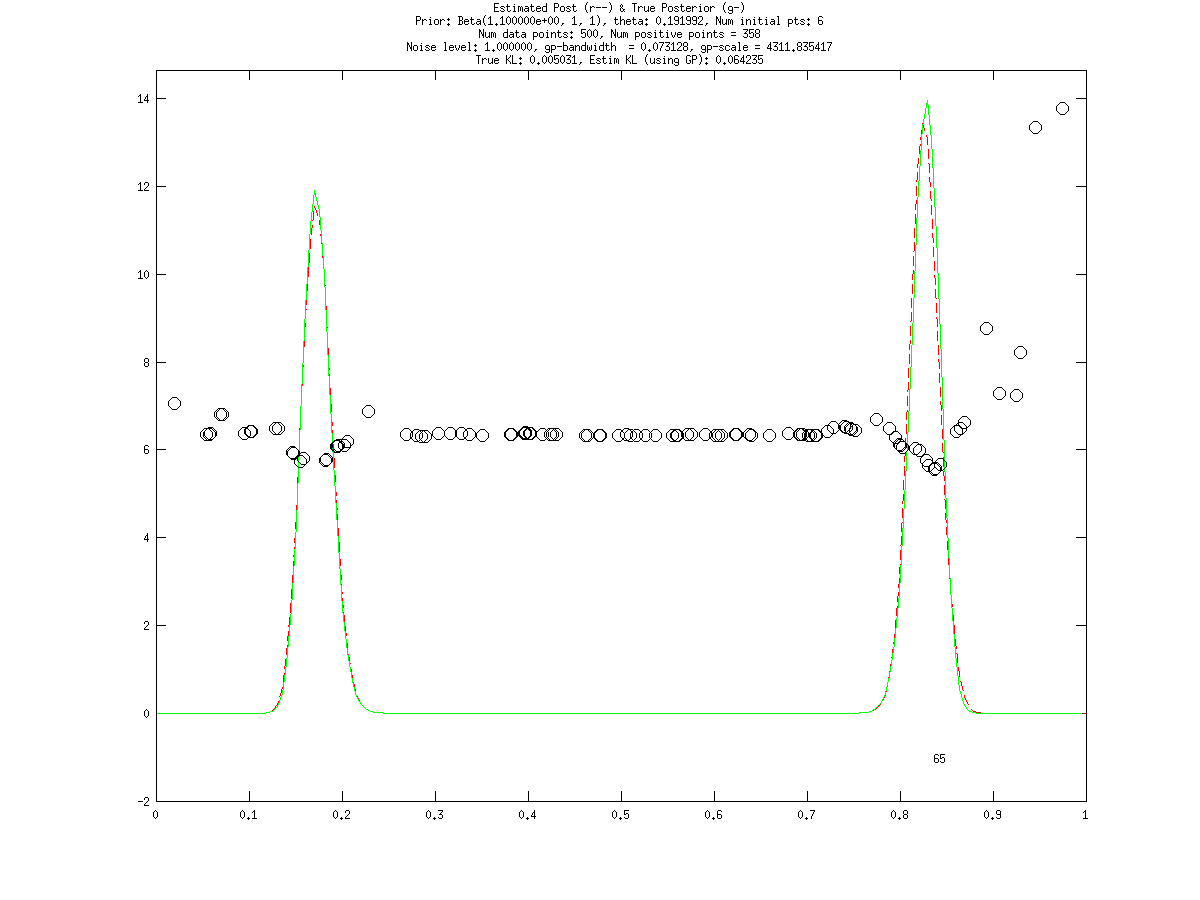 Estimated Post (r--) & True Posterior (g-)
Prior: Beta(1.100000e+00, 1, 1), theta: 0.191992, Num initial pts: 6
Num data points: 500, Num positive points = 358
Noise level: 1.000000, gp-bandwidth  = 0.073128, gp-scale = 4311.835417
True KL: 0.005031, Estim KL (using GP): 0.064235
14
12
10
8
6
4
2
0
65
-2
0 0.1 0.2 0.3 0.4 0.5 0.6 0.7 0.8 0.9 1